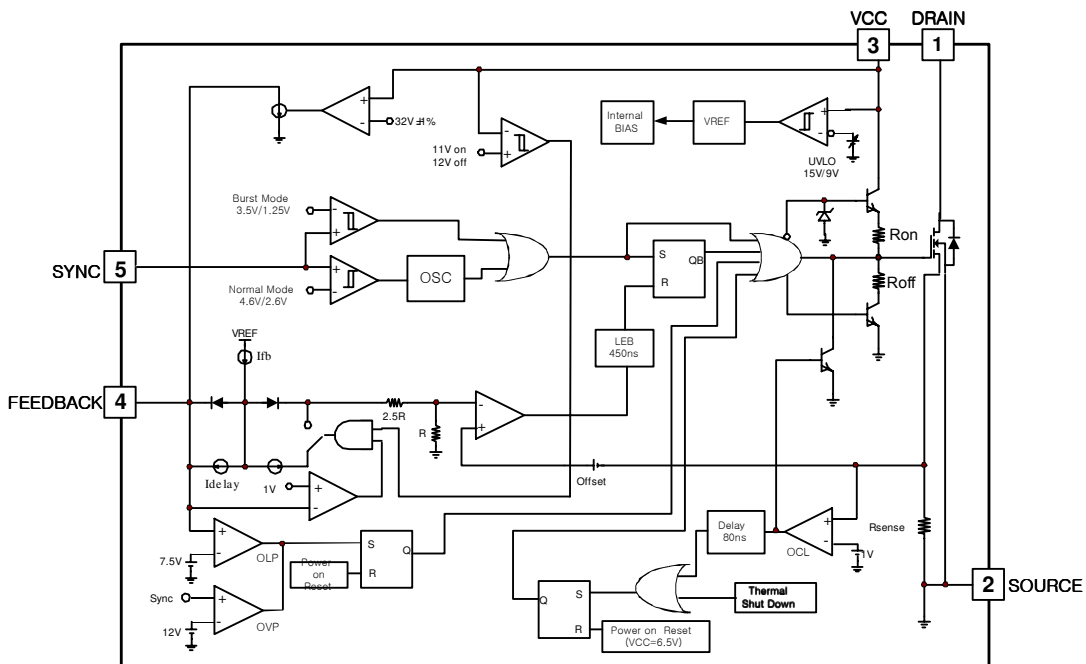 VCC DRAIN
3 1
+
-
32V ±1%
11V on
12V off
-
+
Internal
BIAS
VREF
+
-
UVLO
15V/9V
Burst Mode
3.5V/1.25V
-
+
SYNC 5
+
-
Normal Mode
4.6V/2.6V
OSC
S
QB
R
Ron
Roff
LEB
450ns
VREF
Ifb
FEEDBACK 4
2.5R
R
-
+
Idelay
1V
+
-
Offset
Rsense
7.5V
+
-
OLP
Sync
12V
+
-
OVP
Power
on
Reset
S
Q
R
Delay
80ns
+
-
OCL
1V
Q
S
R
Thermal
Shut Down
Power on Reset
(VCC=6.5V)
2 SOURCE